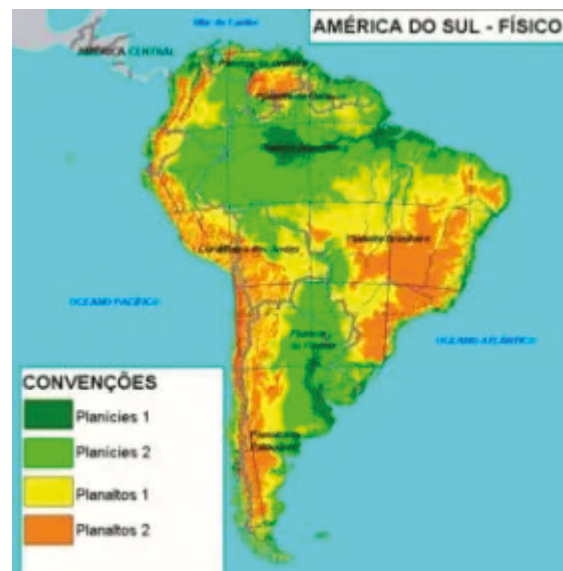 AMÉRICA DO SUL - FÍSICO
Mar do Caribe
AMÉRICA CENTRAL
Cordilheira dos Andes
Planalto Brasileiro
OCEANO PACÍFICO
OCEANO ATLÂNTICO
Planície
CONVENÇÕES
Planícies 1
Planícies 2
Planaltos 1
Planaltos 2